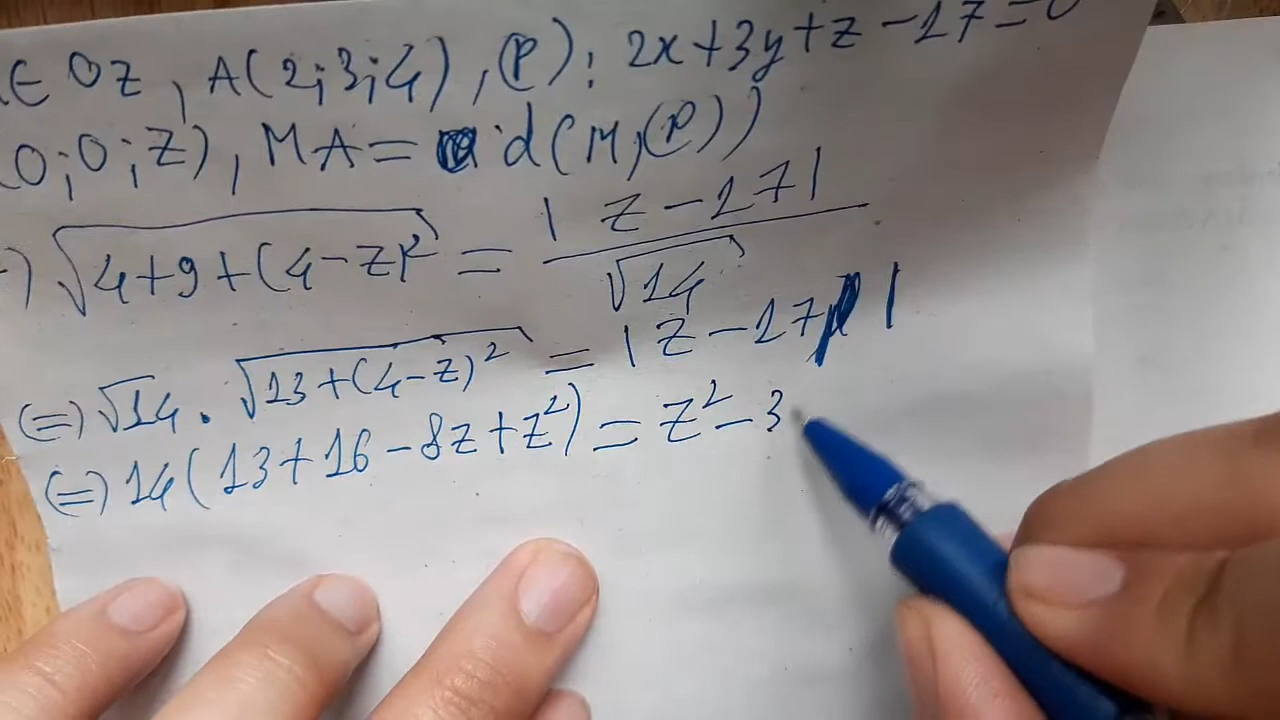 ∈ Oz, A(2;3;4), (P): 2x+3y+z-17=0
(0;0;z), MA = d(M,(P))
√(4+9+(4-z)²) = |z-17| / √14
(=) √14 . √(13+(4-z)²) = |z-17|
(=) 14(13+16-8z+z²) = z²-3